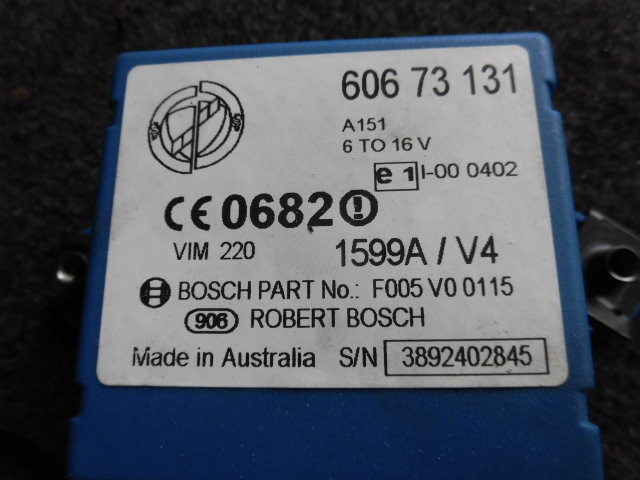 606 73 131
A151
6 TO 16 V
e 1 I-00 0402
CE 0682
VIM 220 1599A / V4
BOSCH PART No.: F005 V0 0115
906 ROBERT BOSCH
Made in Australia S/N 3892402845